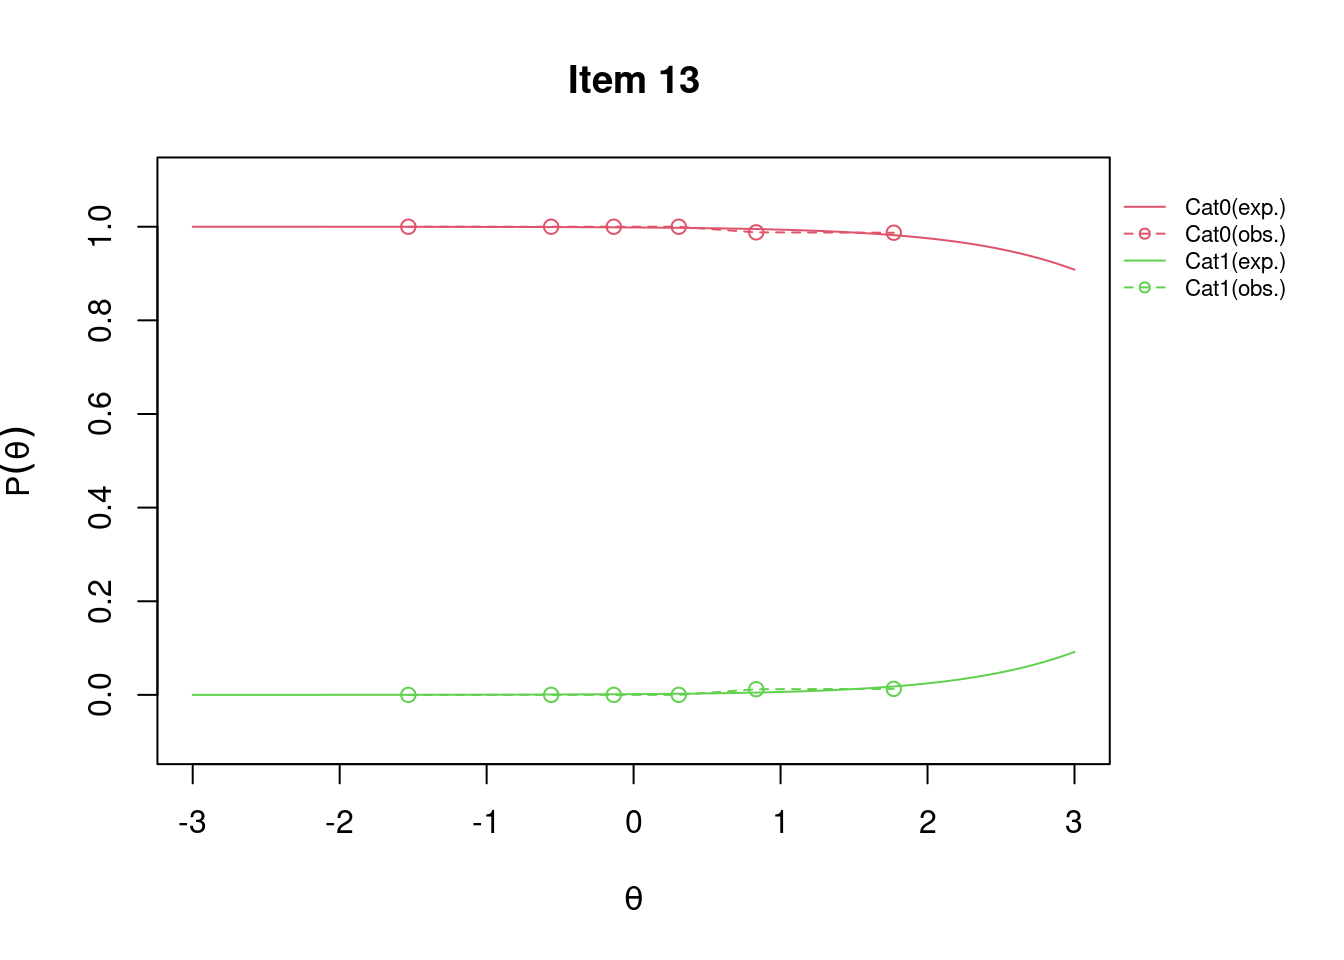 Item 13
Cat0(exp.)
Cat0(obs.)
Cat1(exp.)
Cat1(obs.)
P(θ)
1.0
0.8
0.6
0.4
0.2
0.0
-3 -2 -1 0 1 2 3
θ